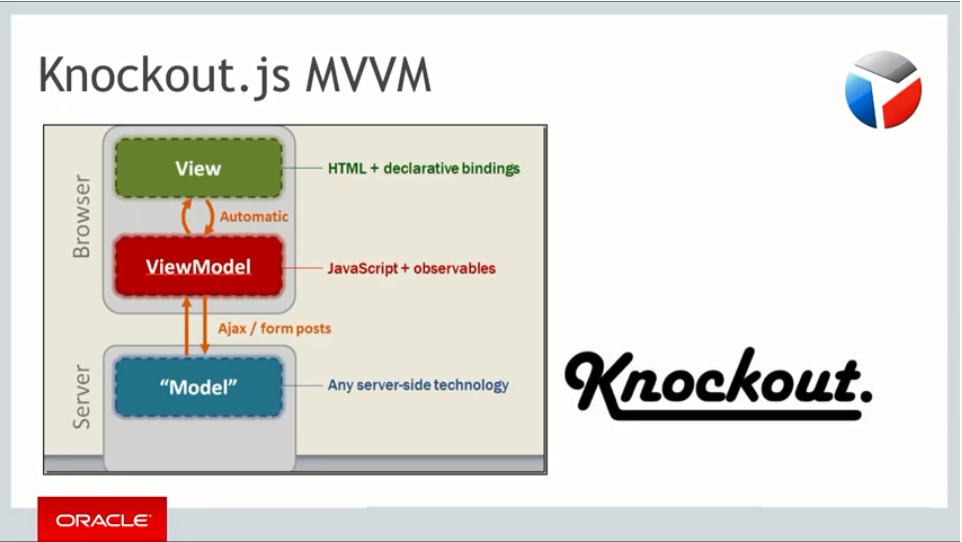 Knockout.js MVVM
Browser
View
HTML + declarative bindings
Automatic
ViewModel
JavaScript + observables
Ajax / form posts
Server
“Model”
Any server-side technology
Knockout.
ORACLE